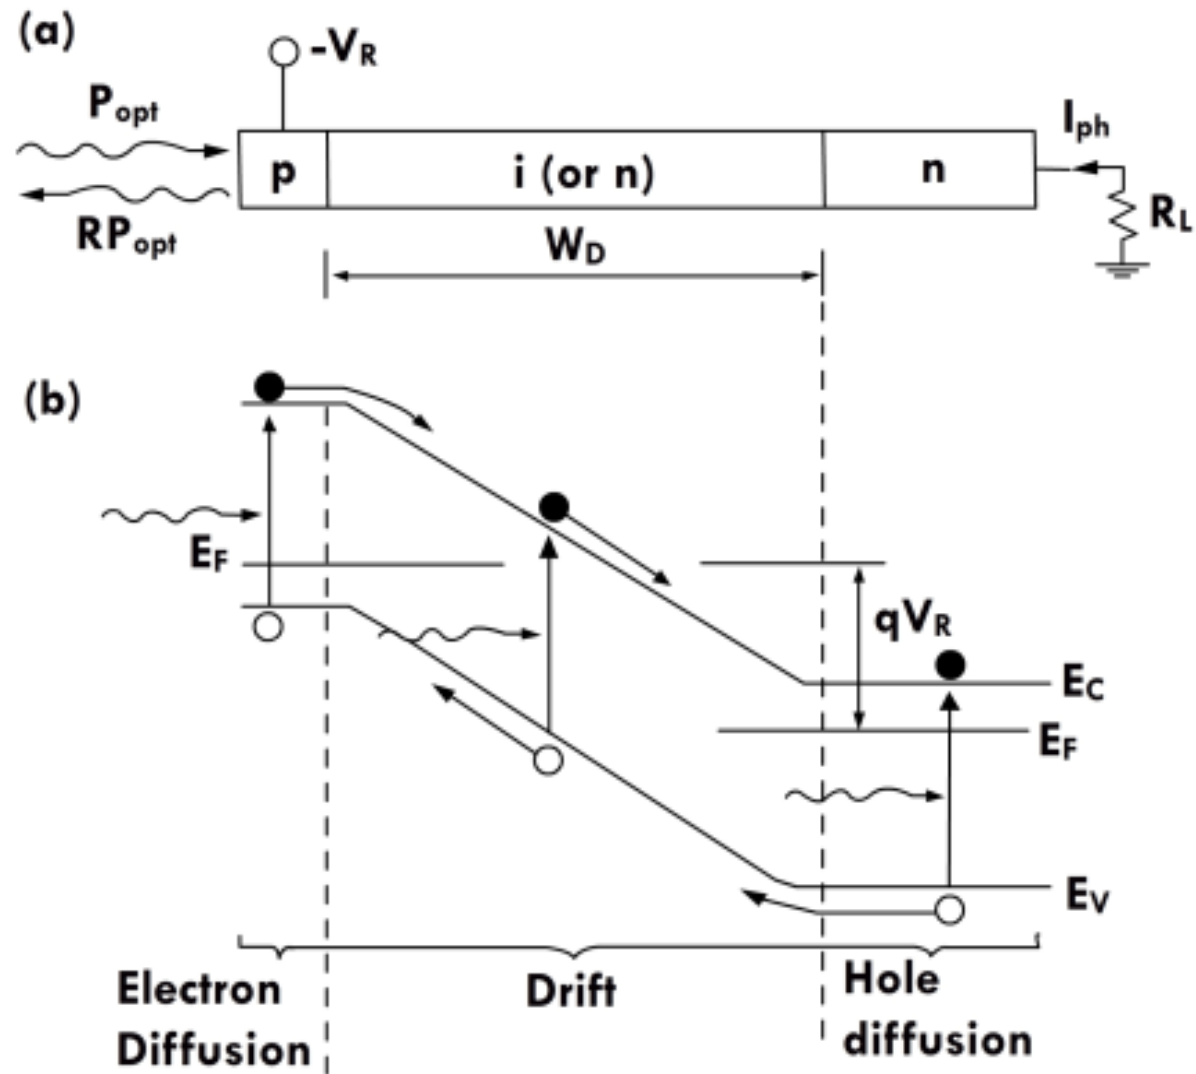 (a)
-VR
Popt
Iph
p
i (or n)
n
RPopt
WD
RL
(b)
EF
qVR
EC
EF
EV
Electron
Diffusion
Drift
Hole
diffusion